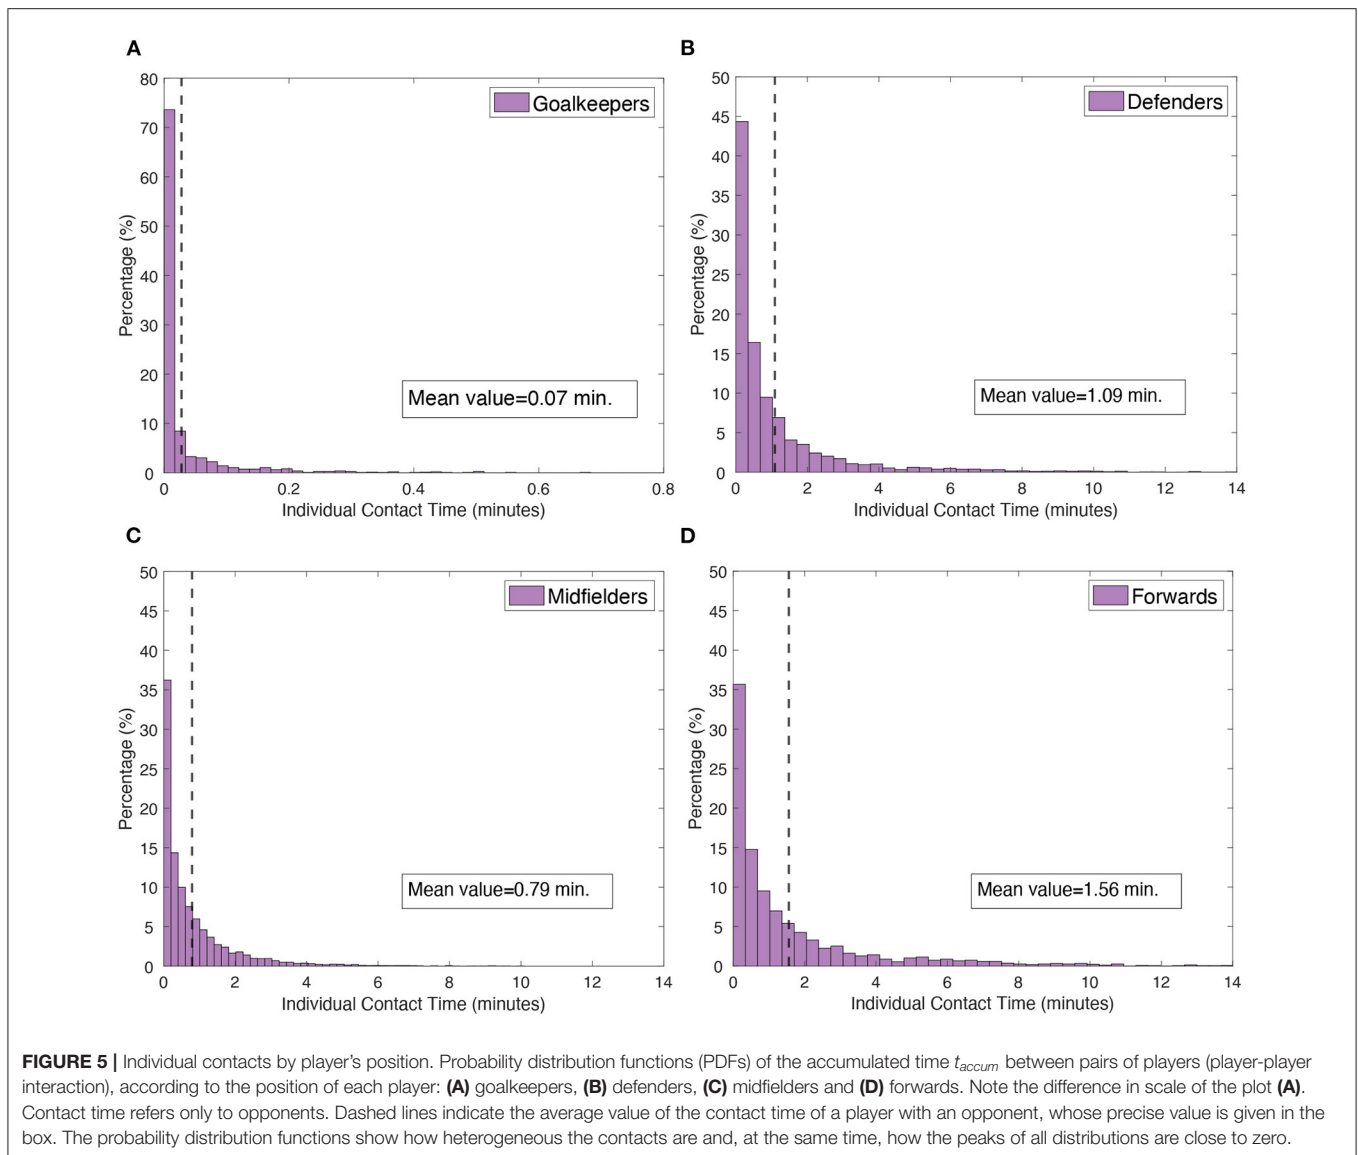 A
80
70
60
50
40
30
20
10
0
Percentage (%)
Goalkeepers
Mean value=0.07 min.
0 0.2 0.4 0.6 0.8
Individual Contact Time (minutes)
B
50
45
40
35
30
25
20
15
10
5
0
Percentage (%)
Defenders
Mean value=1.09 min.
0 2 4 6 8 10 12 14
Individual Contact Time (minutes)
C
50
45
40
35
30
25
20
15
10
5
0
Percentage (%)
Midfielders
Mean value=0.79 min.
0 2 4 6 8 10 12 14
Individual Contact Time (minutes)
D
50
45
40
35
30
25
20
15
10
5
0
Percentage (%)
Forwards
Mean value=1.56 min.
0 2 4 6 8 10 12 14
Individual Contact Time (minutes)
FIGURE 5 | Individual contacts by player’s position. Probability distribution functions (PDFs) of the accumulated time taccum between pairs of players (player-player
interaction), according to the position of each player: (A) goalkeepers, (B) defenders, (C) midfielders and (D) forwards. Note the difference in scale of the plot (A).
Contact time refers only to opponents. Dashed lines indicate the average value of the contact time of a player with an opponent, whose precise value is given in the
box. The probability distribution functions show how heterogeneous the contacts are and, at the same time, how the peaks of all distributions are close to zero.